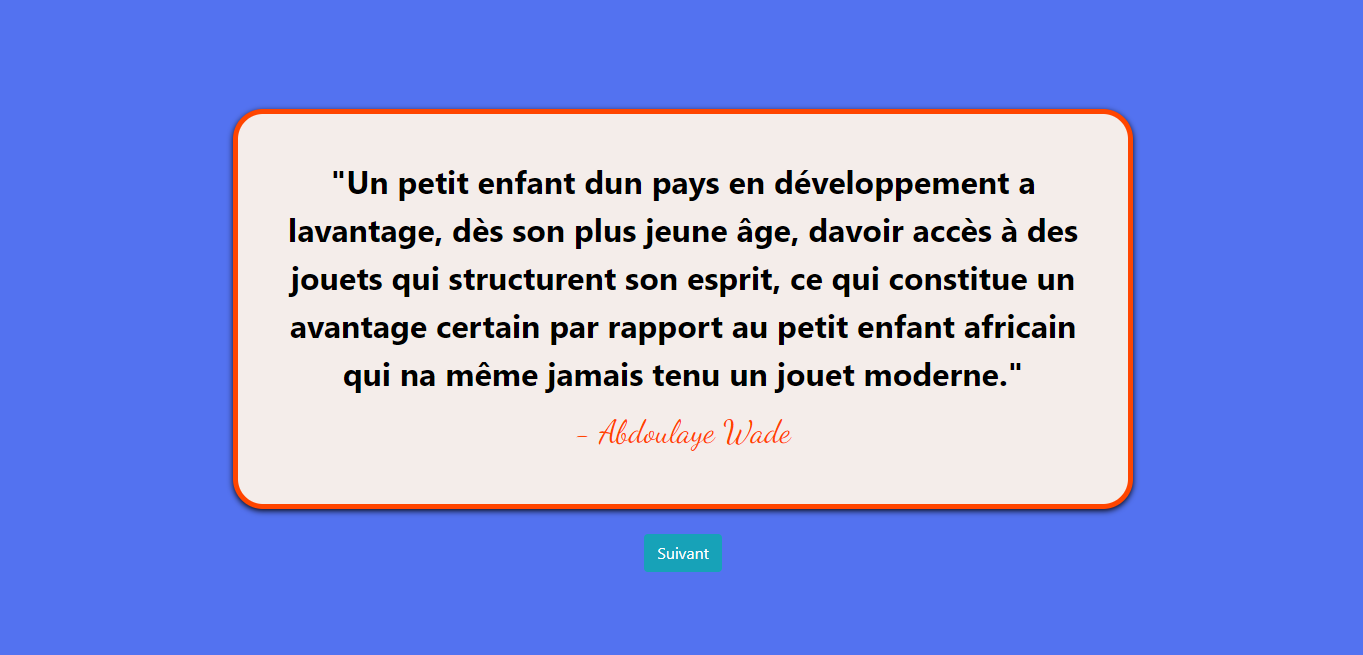 "Un petit enfant dun pays en développement a
lavantage, dès son plus jeune âge, davoir accès à des
jouets qui structurent son esprit, ce qui constitue un
avantage certain par rapport au petit enfant africain
qui na même jamais tenu un jouet moderne."
- Abdoulaye Wade
Suivant